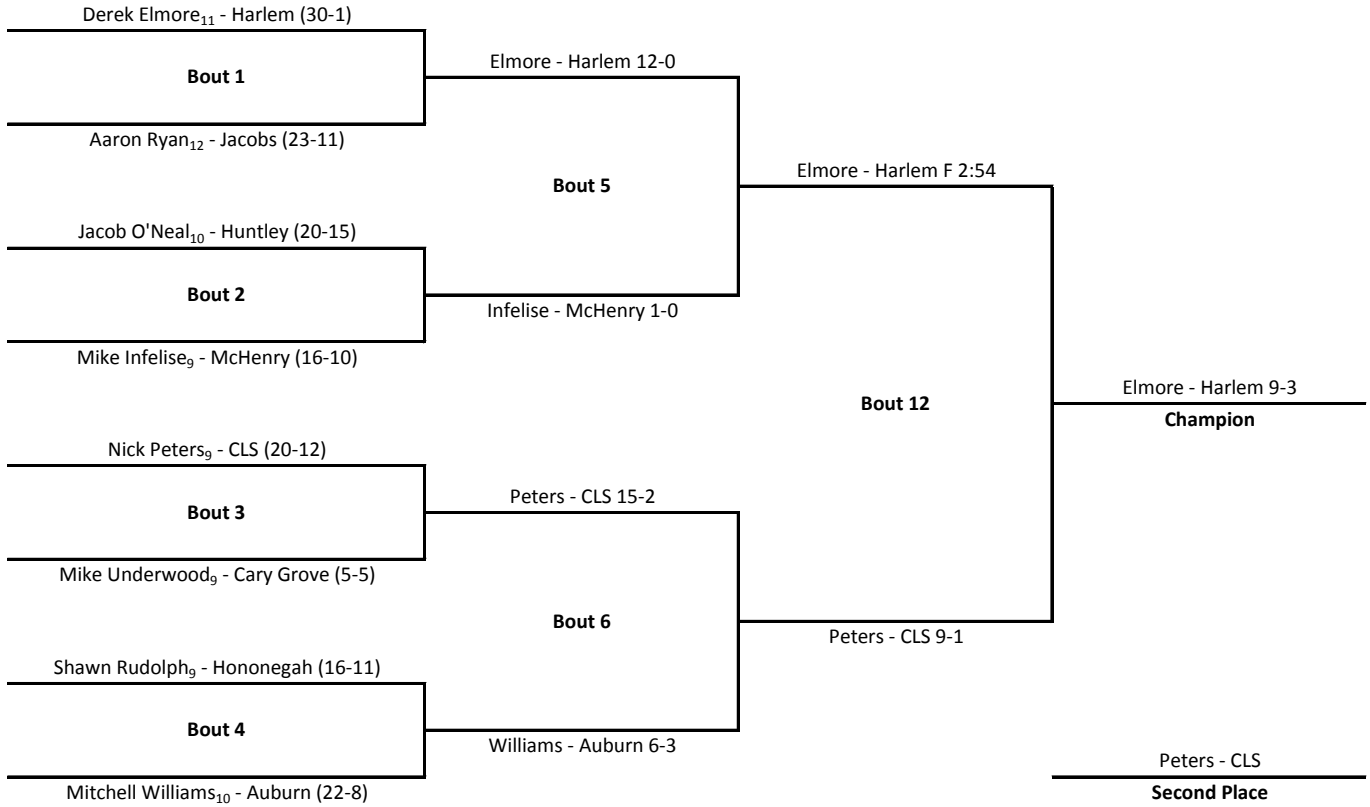 Derek Elmore11 - Harlem (30-1)
Bout 1
Elmore - Harlem 12-0
Aaron Ryan12 - Jacobs (23-11)
Bout 5
Elmore - Harlem F 2:54
Jacob O'Neal10 - Huntley (20-15)
Bout 2
Infelise - McHenry 1-0
Mike Infelise9 - McHenry (16-10)
Bout 12
Elmore - Harlem 9-3
Champion
Nick Peters9 - CLS (20-12)
Bout 3
Peters - CLS 15-2
Mike Underwood9 - Cary Grove (5-5)
Bout 6
Peters - CLS 9-1
Shawn Rudolph9 - Hononegah (16-11)
Bout 4
Williams - Auburn 6-3
Mitchell Williams10 - Auburn (22-8)
Peters - CLS
Second Place